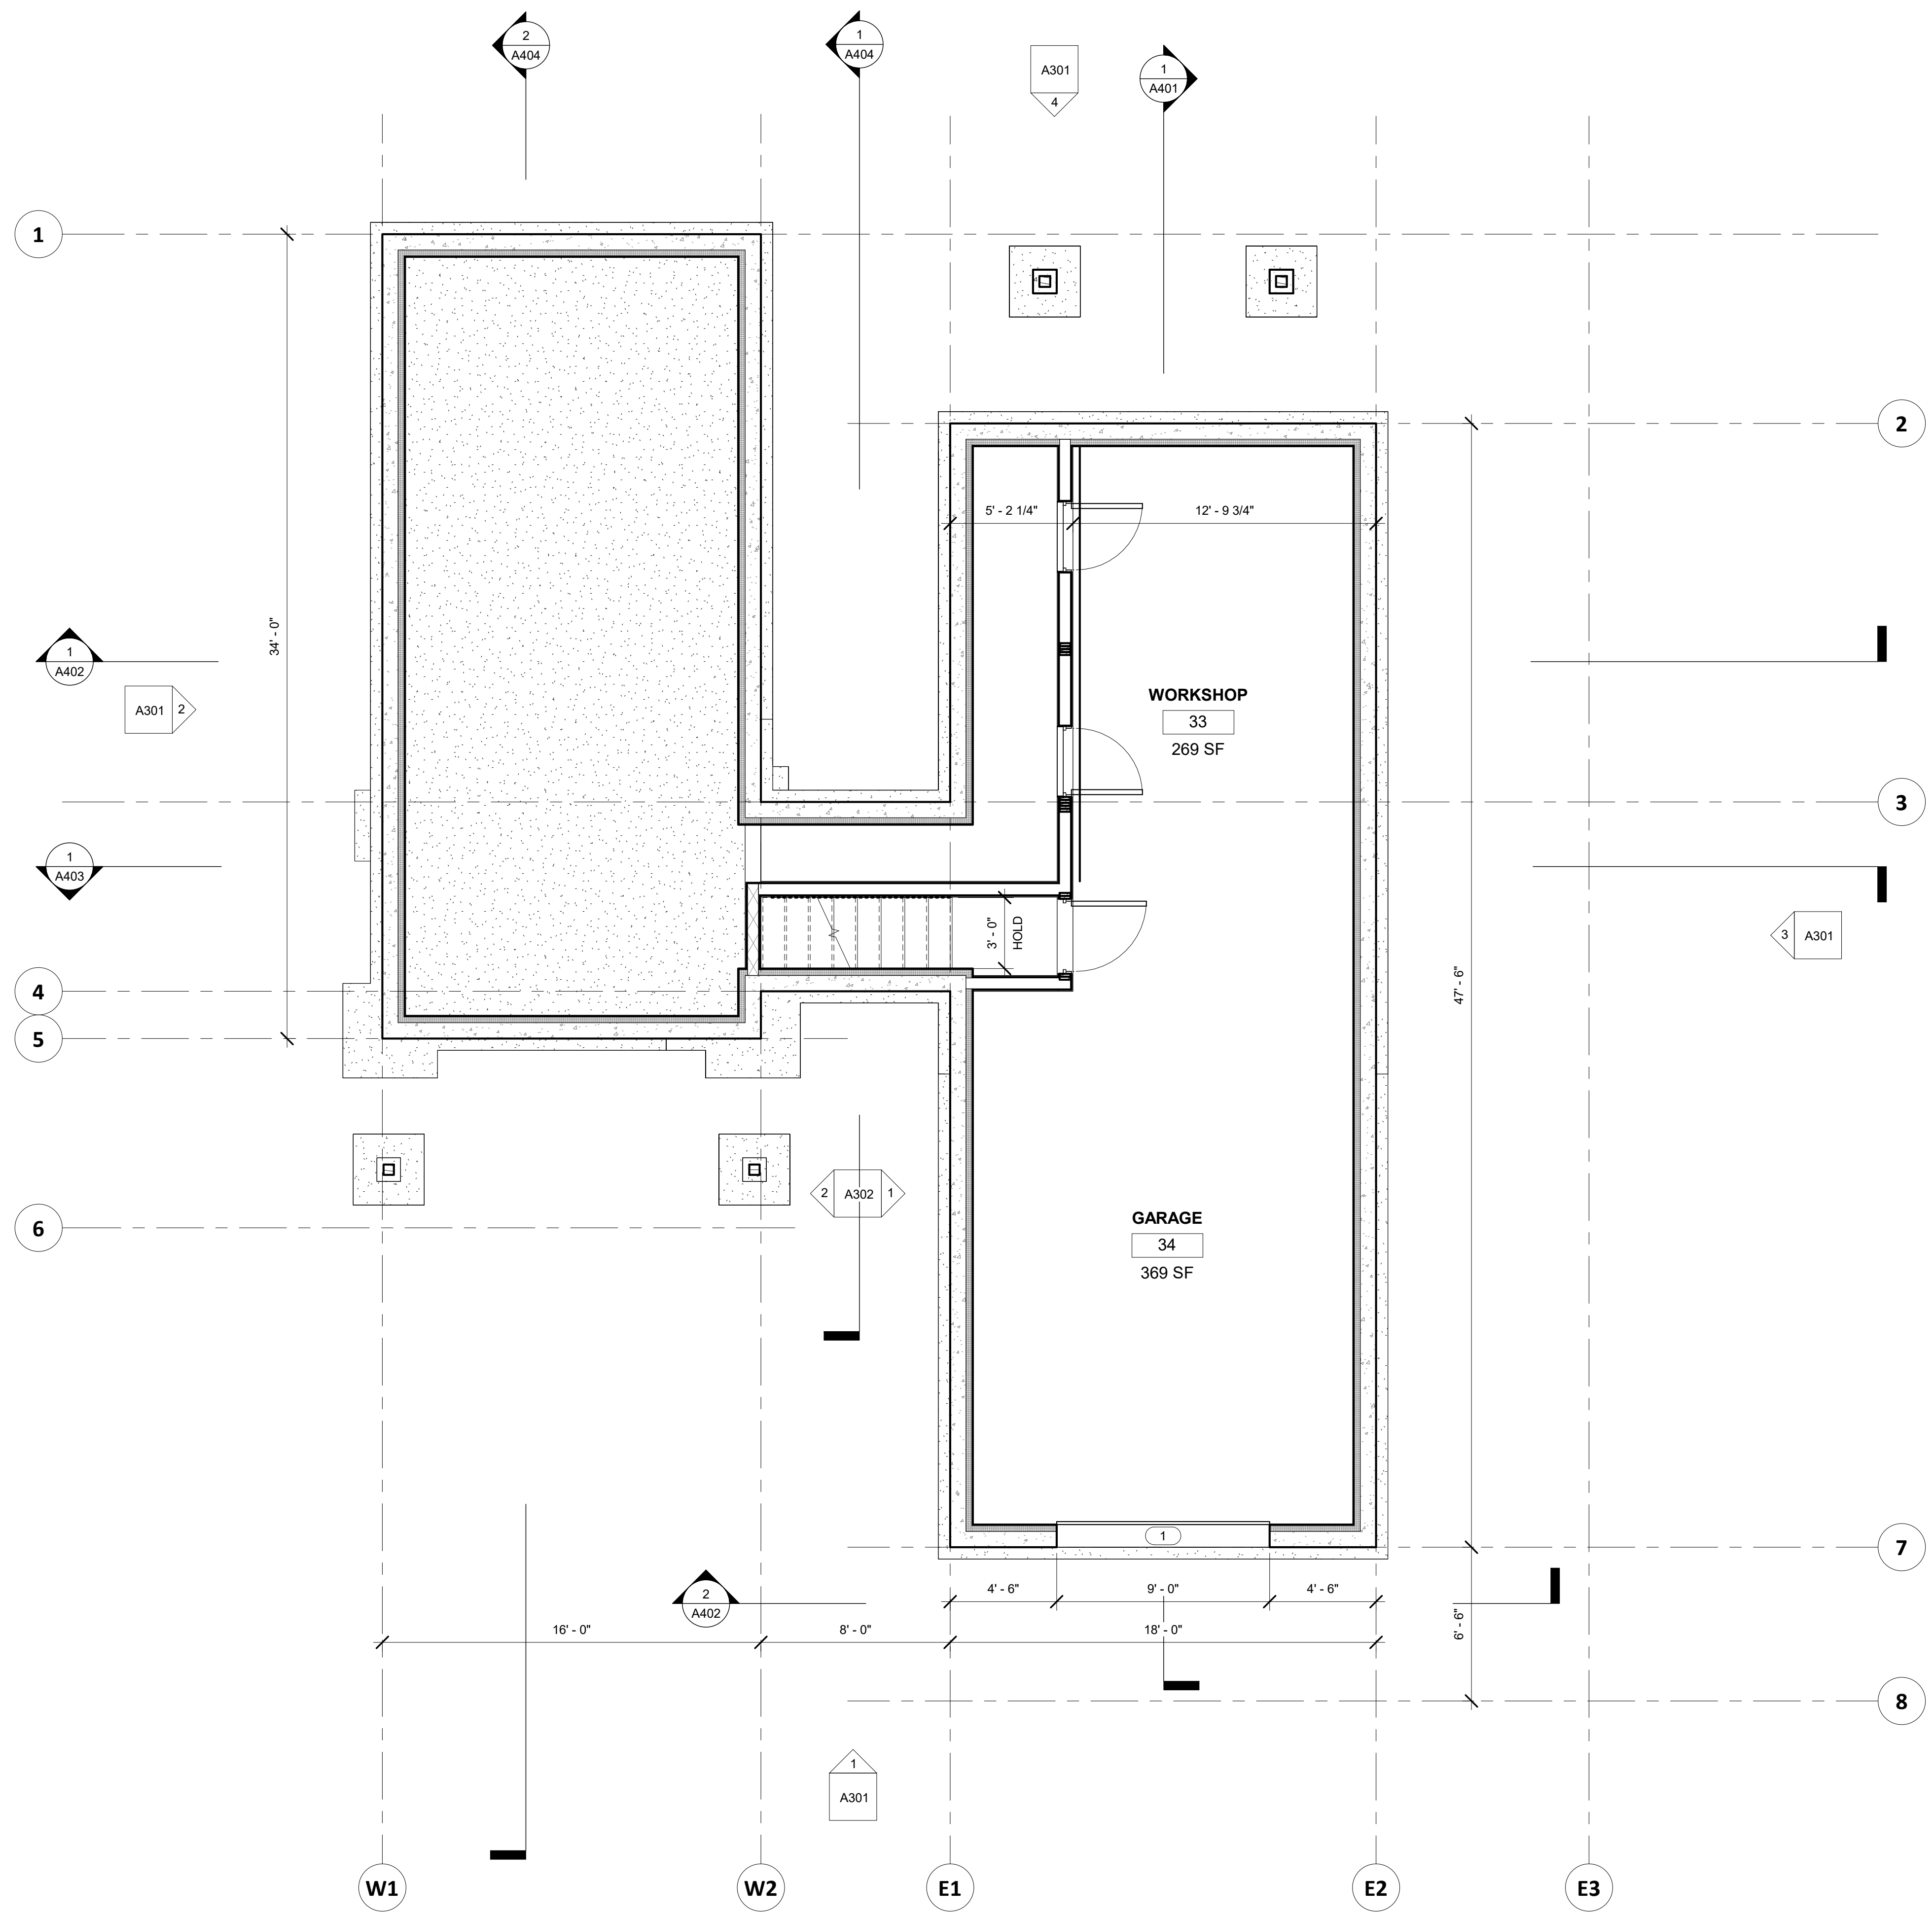 2
A404
1
A404
A301
4
1
A401
1
2
5' - 2 1/4"
12' - 9 3/4"
34' - 0"
1
A402
A301
2
WORKSHOP
33
269 SF
3
1
A403
3' - 0"
HOLD
3
A301
4
47' - 6"
5
2
A302
1
6
GARAGE
34
369 SF
1
7
2
A402
4' - 6"
9' - 0"
4' - 6"
16' - 0"
8' - 0"
18' - 0"
6' - 6"
8
1
A301
W1
W2
E1
E2
E3